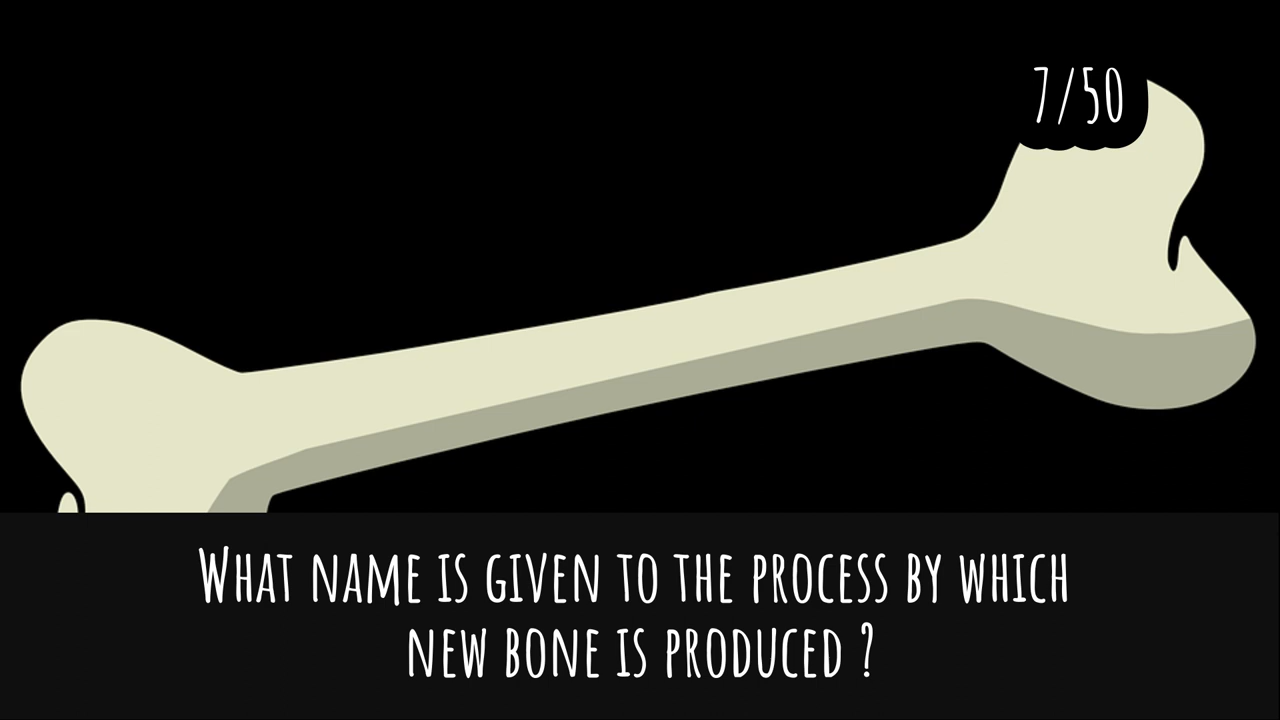 7/50
What name is given to the process by which
new bone is produced ?